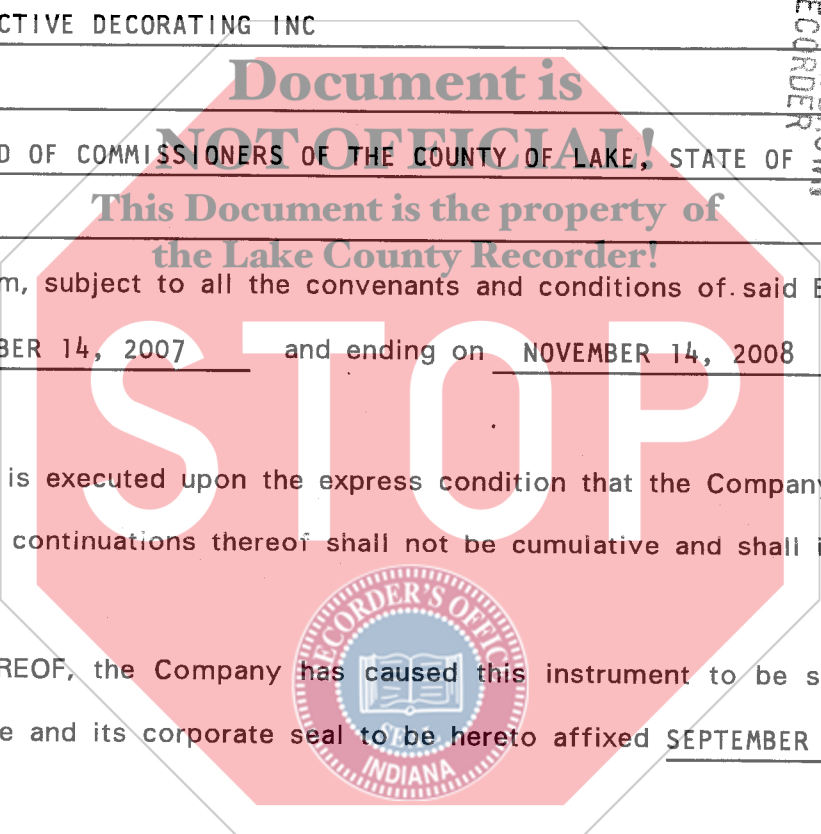 CTIVE DECORATING INC
ECORDER
Document is
NOT OFFICIAL!
D OF COMMISSIONERS OF THE COUNTY OF LAKE, STATE OF
This Document is the property of
the Lake County Recorder!
m, subject to all the convenants and conditions of said B
BER 14, 2007 and ending on NOVEMBER 14, 2008
STOP
is executed upon the express condition that the Company
continuations thereof shall not be cumulative and shall i
RECORDER'S OFFIC
REOF, the Company has caused this instrument to be s
e and its corporate seal to be hereto affixed SEPTEMBER
SEAL
INDIANA